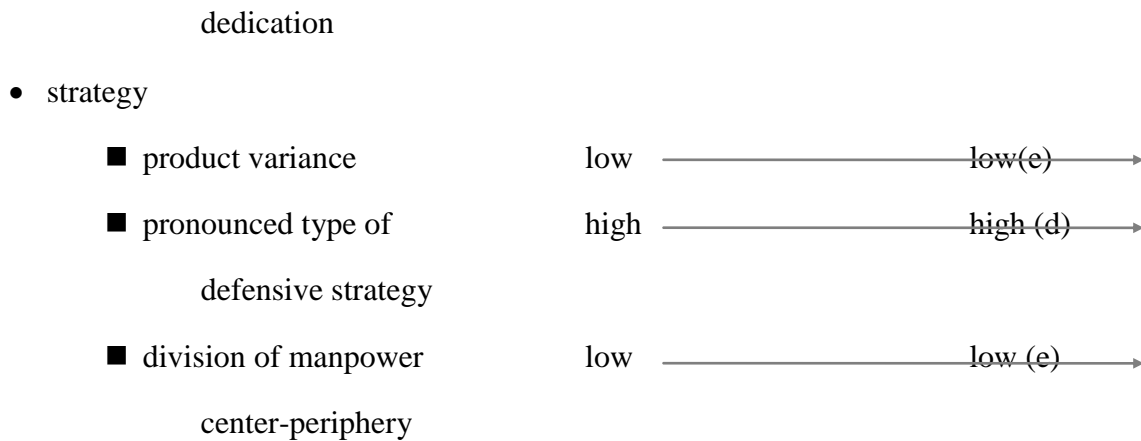 dedication
• strategy
■ product variance low low(e)
■ pronounced type of high high (d)
defensive strategy
■ division of manpower low low (e)
center-periphery